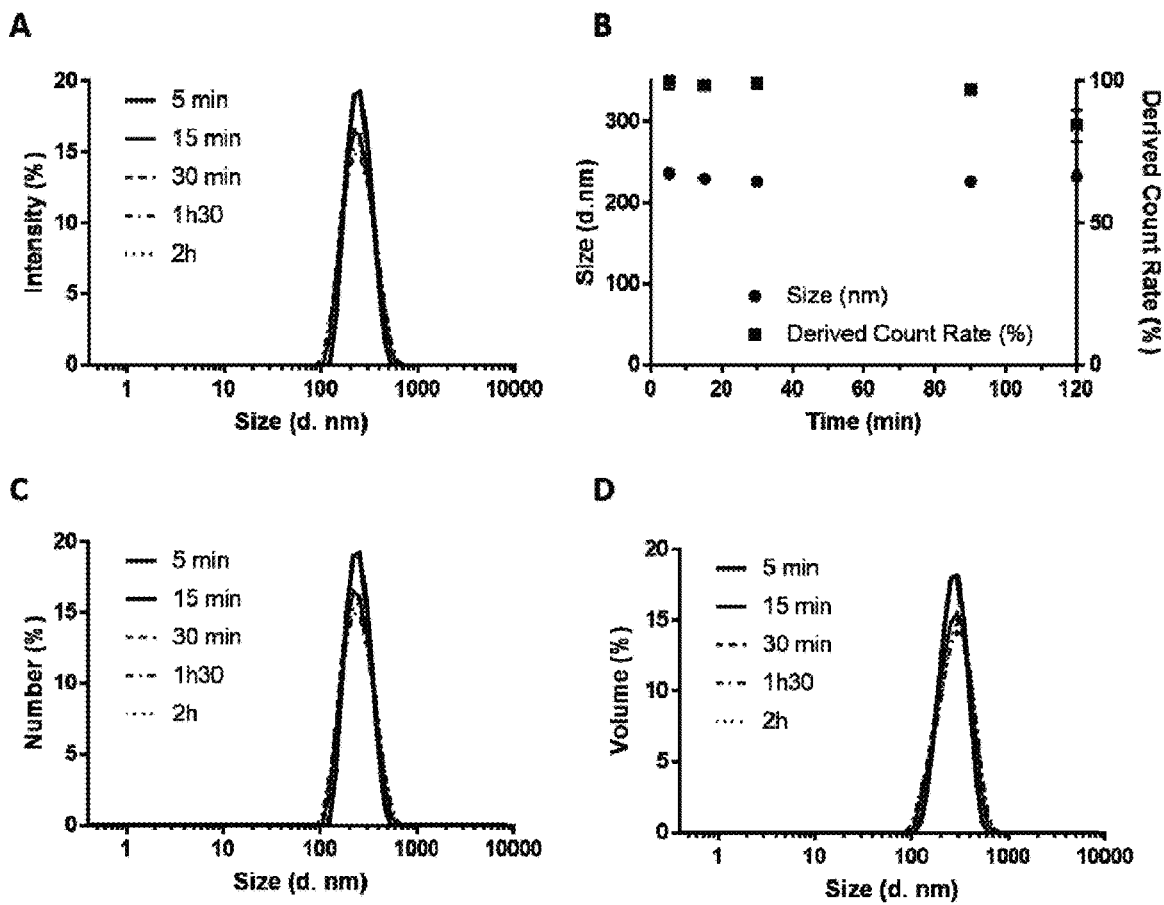 A
Intensity (%)
20
15
10
5
0
5 min
15 min
30 min
1h30
2h
1
10
100
1000
10000
Size (d. nm)
B
Size (d.nm)
300
200
100
0
Size (nm)
Derived Count Rate (%)
100
50
0
Derived Count
Rate (%)
0
20
40
60
80
100
120
Time (min)
C
Number (%)
20
15
10
5
0
5 min
15 min
30 min
1h30
2h
1
10
100
1000
10000
Size (d. nm)
D
Volume (%)
20
15
10
5
0
5 min
15 min
30 min
1h30
2h
1
10
100
1000
10000
Size (d. nm)